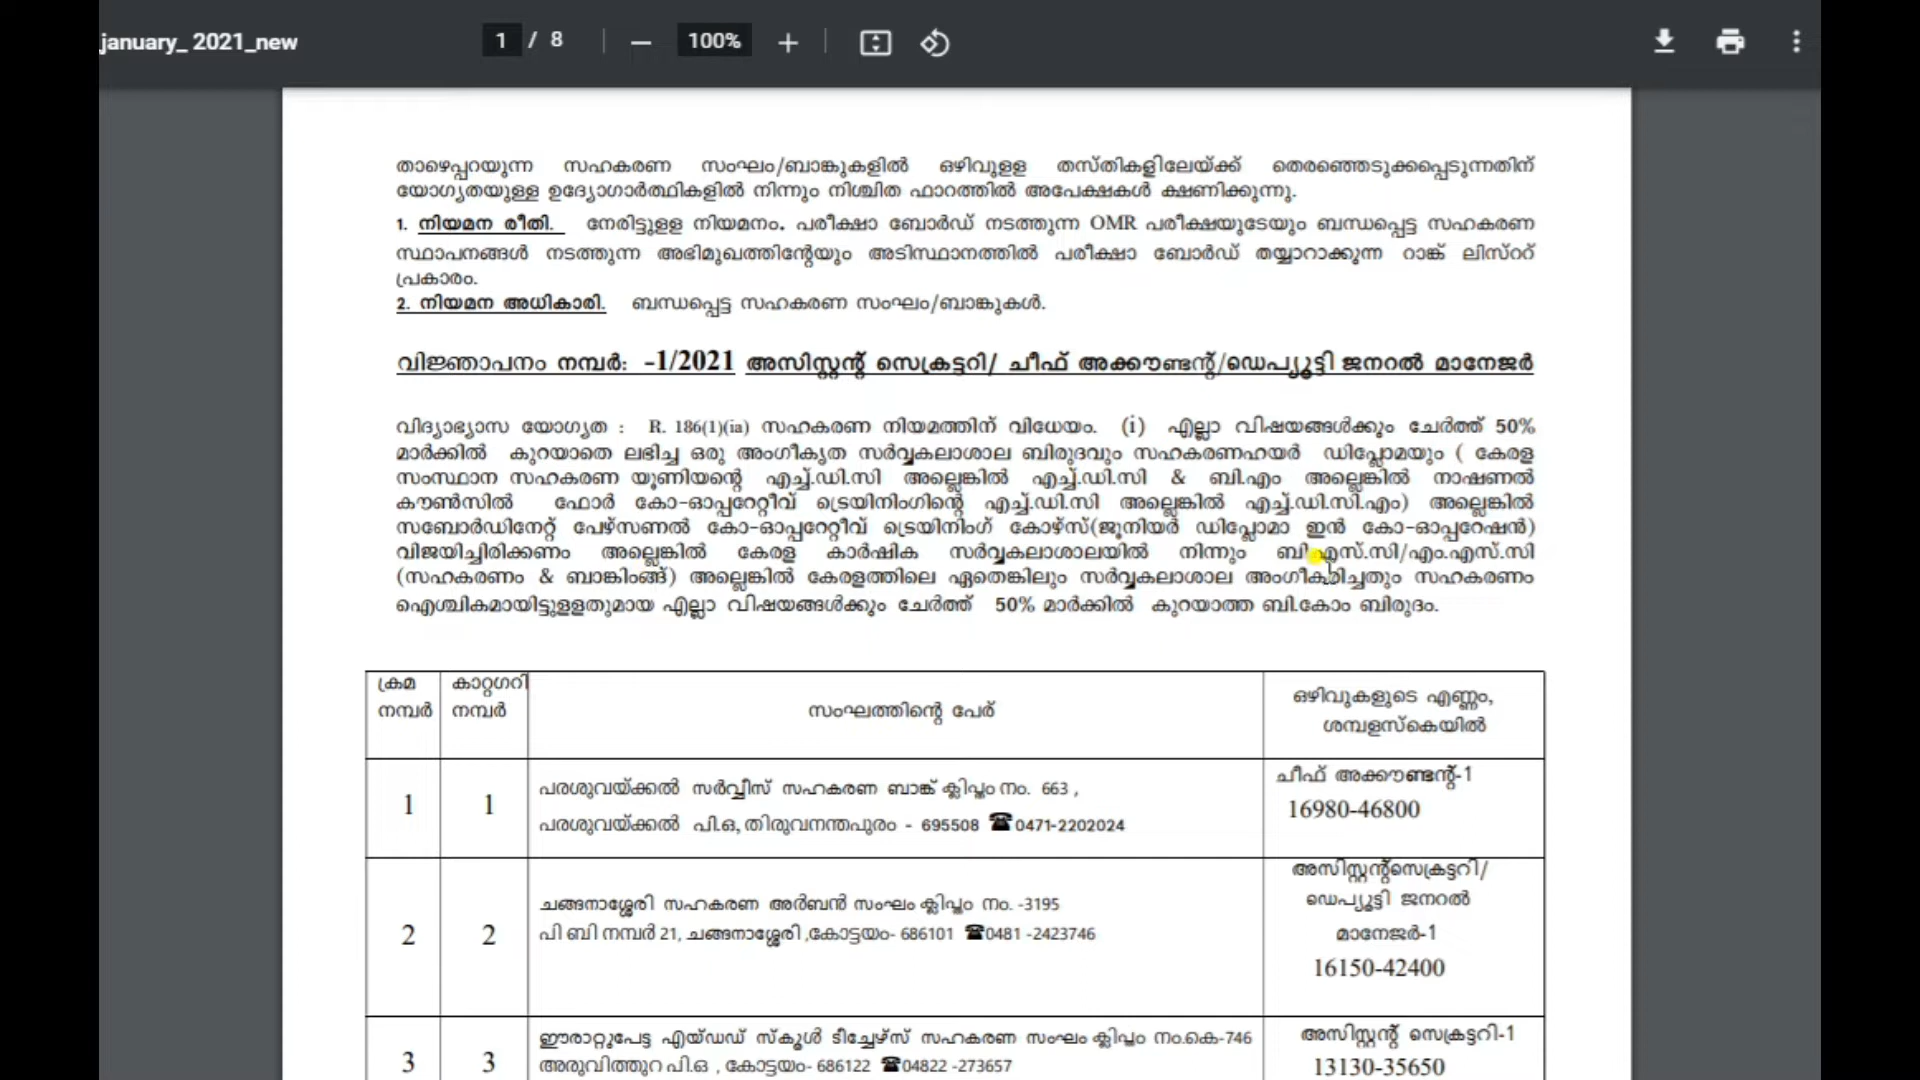 january_ 2021_new
1 / 8
100%
താഴെപ്പറയുന്ന സഹകരണ സംഘം/ബാങ്കുകളിൽ ഒഴിവുളള തസ്തികളിലേയ്ക്ക് തെരഞ്ഞെടുക്കപ്പെടുന്നതിന്
യോഗ്യതയുള്ള ഉദ്യോഗാർത്ഥികളിൽ നിന്നും നിശ്ചിത ഫാറത്തിൽ അപേക്ഷകൾ ക്ഷണിക്കുന്നു.
1. നിയമന രീതി. നേരിട്ടുളള നിയമനം. പരീക്ഷാ ബോർഡ് നടത്തുന്ന OMR പരീക്ഷയുടേയും ബന്ധപ്പെട്ട സഹകരണ
സ്ഥാപനങ്ങൾ നടത്തുന്ന അഭിമുഖത്തിന്റേയും അടിസ്ഥാനത്തിൽ പരീക്ഷാ ബോർഡ് തയ്യാറാക്കുന്ന റാങ്ക് ലിസ്ററ്
പ്രകാരം.
2. നിയമന അധികാരി. ബന്ധപ്പെട്ട സഹകരണ സംഘം/ബാങ്കുകൾ.
വിജ്ഞാപനം നമ്പർ: -1/2021 അസിസ്റ്റന്റ് സെക്രട്ടറി/ ചീഫ് അക്കൗണ്ടന്റ്/ഡെപ്യൂട്ടി ജനറൽ മാനേജർ
വിദ്യാഭ്യാസ യോഗ്യത : R. 186(1)(ia) സഹകരണ നിയമത്തിന് വിധേയം. (i) എല്ലാ വിഷയങ്ങൾക്കും ചേർത്ത് 50%
മാർക്കിൽ കുറയാതെ ലഭിച്ച ഒരു അംഗീകൃത സർവ്വകലാശാല ബിരുദവും സഹകരണഹയർ ഡിപ്ലോമയും ( കേരള
സംസ്ഥാന സഹകരണ യൂണിയന്റെ എച്ച്.ഡി.സി അല്ലെങ്കിൽ എച്ച്.ഡി.സി & ബി.എം അല്ലെങ്കിൽ നാഷണൽ
കൗൺസിൽ ഫോർ കോ-ഓപ്പറേറ്റീവ് ട്രെയിനിംഗിന്റെ എച്ച്.ഡി.സി അല്ലെങ്കിൽ എച്ച്.ഡി.സി.എം) അല്ലെങ്കിൽ
സബോർഡിനേറ്റ് പേഴ്സണൽ കോ-ഓപ്പറേറ്റീവ് ട്രെയിനിംഗ് കോഴ്സ്(ജൂനിയർ ഡിപ്ലോമാ ഇൻ കോ-ഓപ്പറേഷൻ)
വിജയിച്ചിരിക്കണം അല്ലെങ്കിൽ കേരള കാർഷിക സർവ്വകലാശാലയിൽ നിന്നും ബി.എസ്.സി/എം.എസ്.സി
(സഹകരണം & ബാങ്കിംങ്ങ്) അല്ലെങ്കിൽ കേരളത്തിലെ ഏതെങ്കിലും സർവ്വകലാശാല അംഗീകരിച്ചതും സഹകരണം
ഐശ്ചികമായിട്ടുളളതുമായ എല്ലാ വിഷയങ്ങൾക്കും ചേർത്ത് 50% മാർക്കിൽ കുറയാത്ത ബി.കോം ബിരുദം.
ക്രമ നമ്പർ
കാറ്റഗറി നമ്പർ
സംഘത്തിന്റെ പേര്
ഒഴിവുകളുടെ എണ്ണം,
ശമ്പളസ്കെയിൽ
1 1
പരശുവയ്ക്കൽ സർവ്വീസ് സഹകരണ ബാങ്ക് ക്ലിപ്തം നം. 663 ,
പരശുവയ്ക്കൽ പി.ഒ, തിരുവനന്തപുരം - 695508 ☎0471-2202024
ചീഫ് അക്കൗണ്ടന്റ്-1
16980-46800
2 2
ചങ്ങനാശ്ശേരി സഹകരണ അർബൻ സംഘം ക്ലിപ്തം നം. -3195
പി ബി നമ്പർ 21, ചങ്ങനാശ്ശേരി ,കോട്ടയം- 686101 ☎0481 -2423746
അസിസ്റ്റന്റ്സെക്രട്ടറി/
ഡെപ്യൂട്ടി ജനറൽ
മാനേജർ-1
16150-42400
3 3
ഈരാറ്റുപേട്ട എയ്ഡഡ് സ്കൂൾ ടീച്ചേഴ്സ് സഹകരണ സംഘം ക്ലിപ്തം നം.കെ-746
അരുവിത്തുറ പി.ഒ , കോട്ടയം- 686122 ☎04822 -273657
അസിസ്റ്റന്റ് സെക്രട്ടറി-1
13130-35650